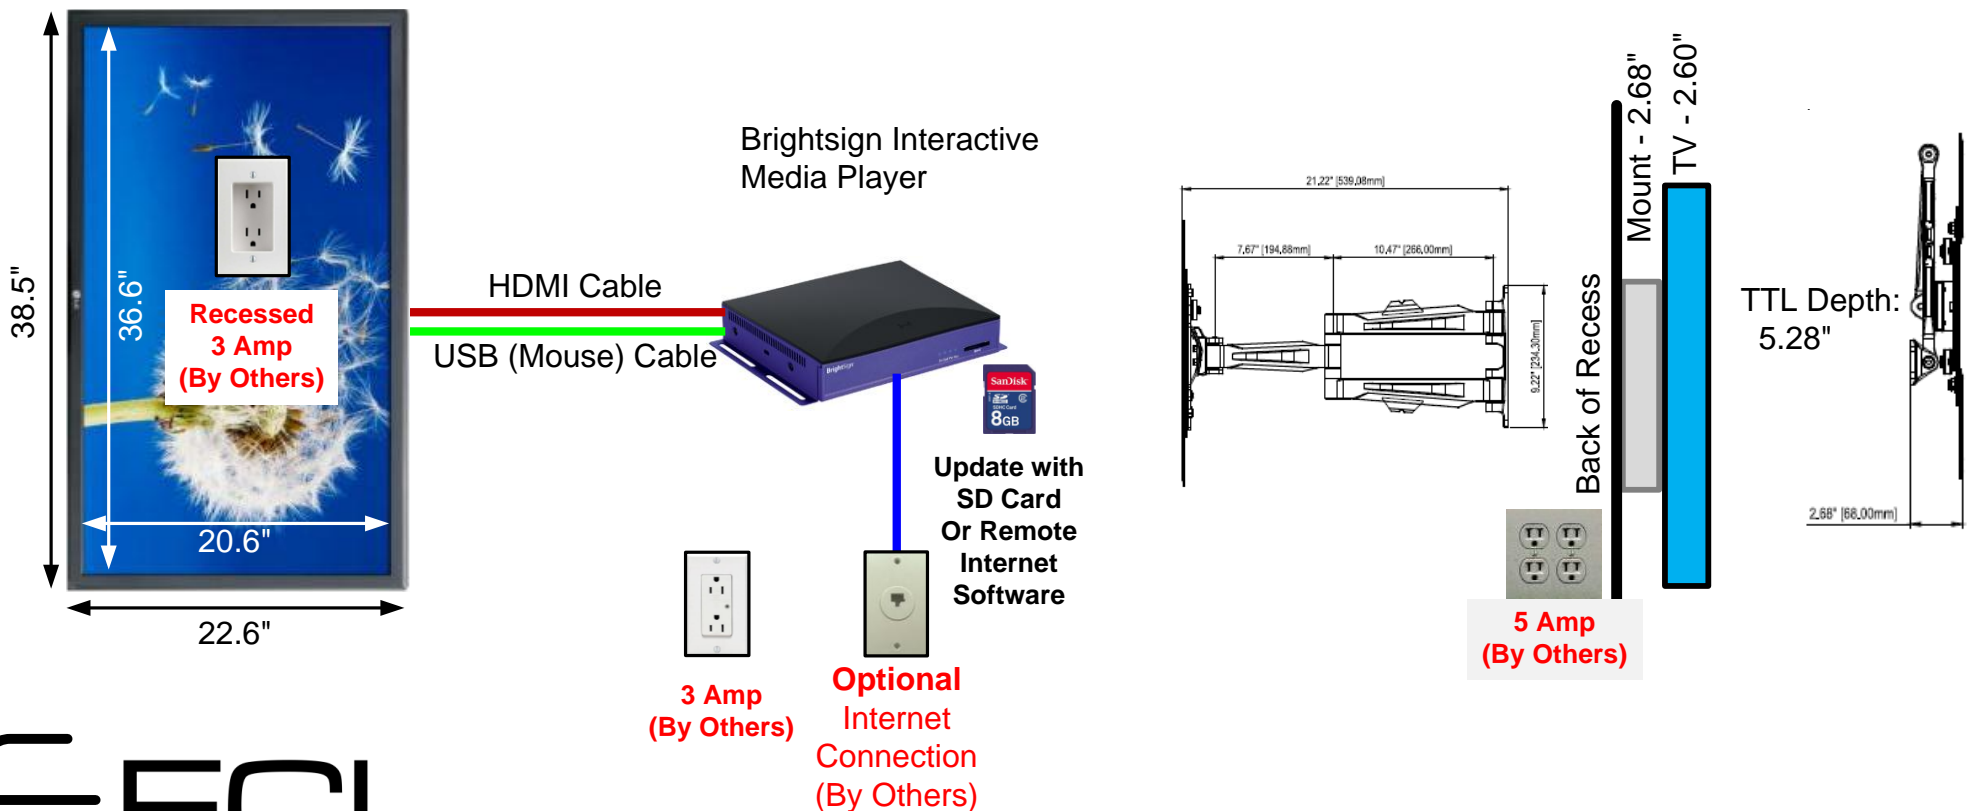 38.5"
36.6"
Recessed
3 Amp
(By Others)
20.6"
22.6"
HDMI Cable
USB (Mouse) Cable
Brightsign Interactive
Media Player
Brightsign
SanDisk
SDHC Card
8GB
Update with
SD Card
Or Remote
Internet
Software
3 Amp
(By Others)
Optional
Internet
Connection
(By Others)
21,22" [539,08mm]
7,67" [194,88mm]
10,47" [266,00mm]
9,22" [234,30mm]
Back of Recess
Mount - 2.68"
TV - 2.60"
5 Amp
(By Others)
TTL Depth:
5.28"
2,68" [68,00mm]